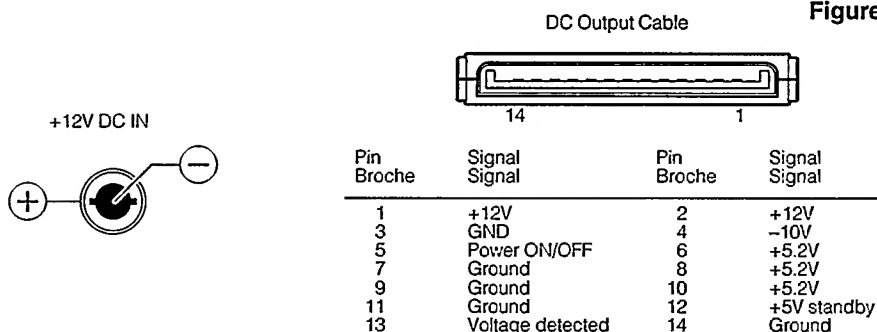 Figure
DC Output Cable
14 1
+12V DC IN
+ −
Pin Signal Pin Signal
Broche Signal Broche Signal
1 +12V 2 +12V
3 GND 4 –10V
5 Power ON/OFF 6 +5.2V
7 Ground 8 +5.2V
9 Ground 10 +5.2V
11 Ground 12 +5V standby
13 Voltage detected 14 Ground